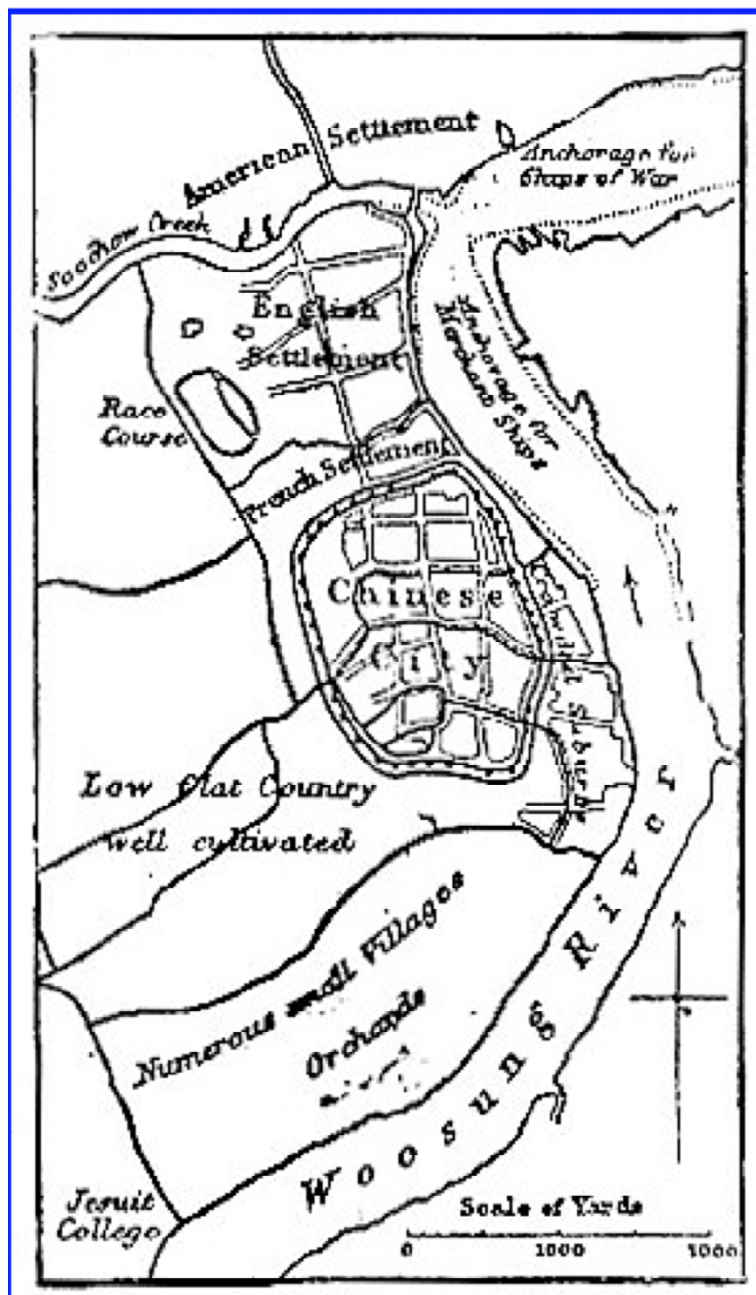 American Settlement
Anchorage for
Ships of War
Soochow Creek
English
Settlement
Anchorage for
Merchant Ships
Race
Course
French Settlement
Chinese
City
Suburbs
Low flat Country
well cultivated
Numerous small Villages
Orchards
Woosung River
Jesuit
College
Scale of Yards
0 1000